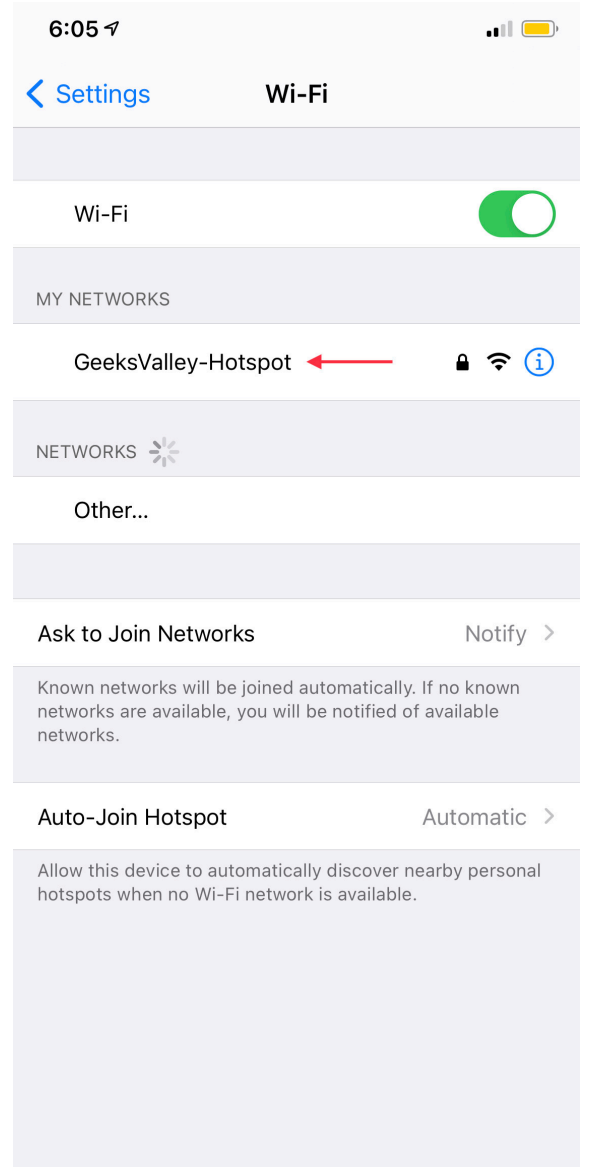 6:05
Settings
Wi-Fi
Wi-Fi
MY NETWORKS
GeeksValley-Hotspot
NETWORKS
Other...
Ask to Join Networks Notify
Known networks will be joined automatically. If no known
networks are available, you will be notified of available
networks.
Auto-Join Hotspot Automatic
Allow this device to automatically discover nearby personal
hotspots when no Wi-Fi network is available.